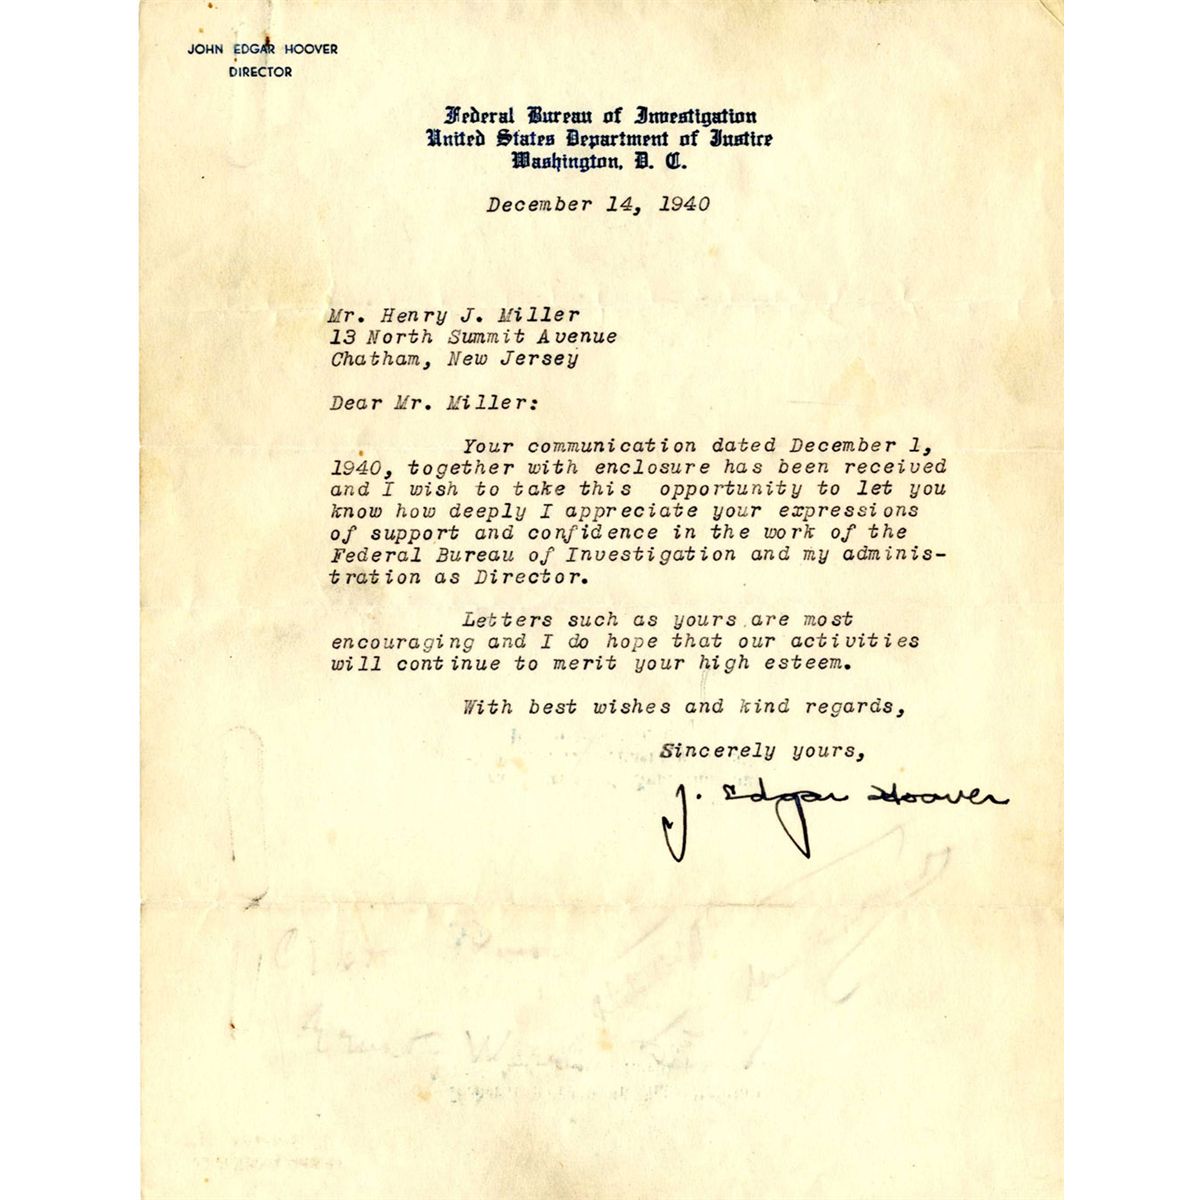 JOHN EDGAR HOOVER
DIRECTOR
Federal Bureau of Investigation
United States Department of Justice
Washington, D. C.
December 14, 1940
Mr. Henry J. Miller
13 North Summit Avenue
Chatham, New Jersey
Dear Mr. Miller:
Your communication dated December 1,
1940, together with enclosure has been received
and I wish to take this opportunity to let you
know how deeply I appreciate your expressions
of support and confidence in the work of the
Federal Bureau of Investigation and my adminis-
tration as Director.
Letters such as yours are most
encouraging and I do hope that our activities
will continue to merit your high esteem.
With best wishes and kind regards,
Sincerely yours,
J. Edgar Hoover